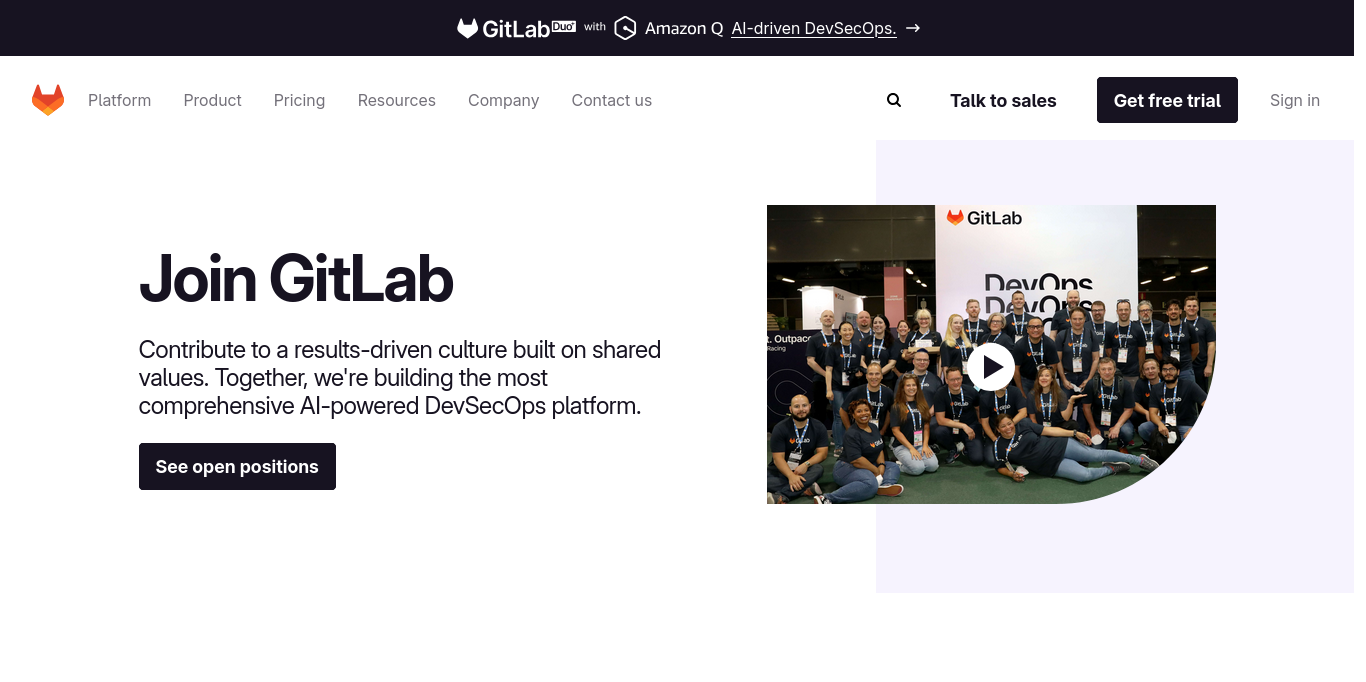 GitLab Duo with Amazon Q AI-driven DevSecOps. →
Platform Product Pricing Resources Company Contact us Talk to sales Get free trial Sign in
GitLab
DevOps
DevOps
Join GitLab
Contribute to a results-driven culture built on shared
values. Together, we're building the most
comprehensive AI-powered DevSecOps platform.
See open positions
t. Outpace
Racing